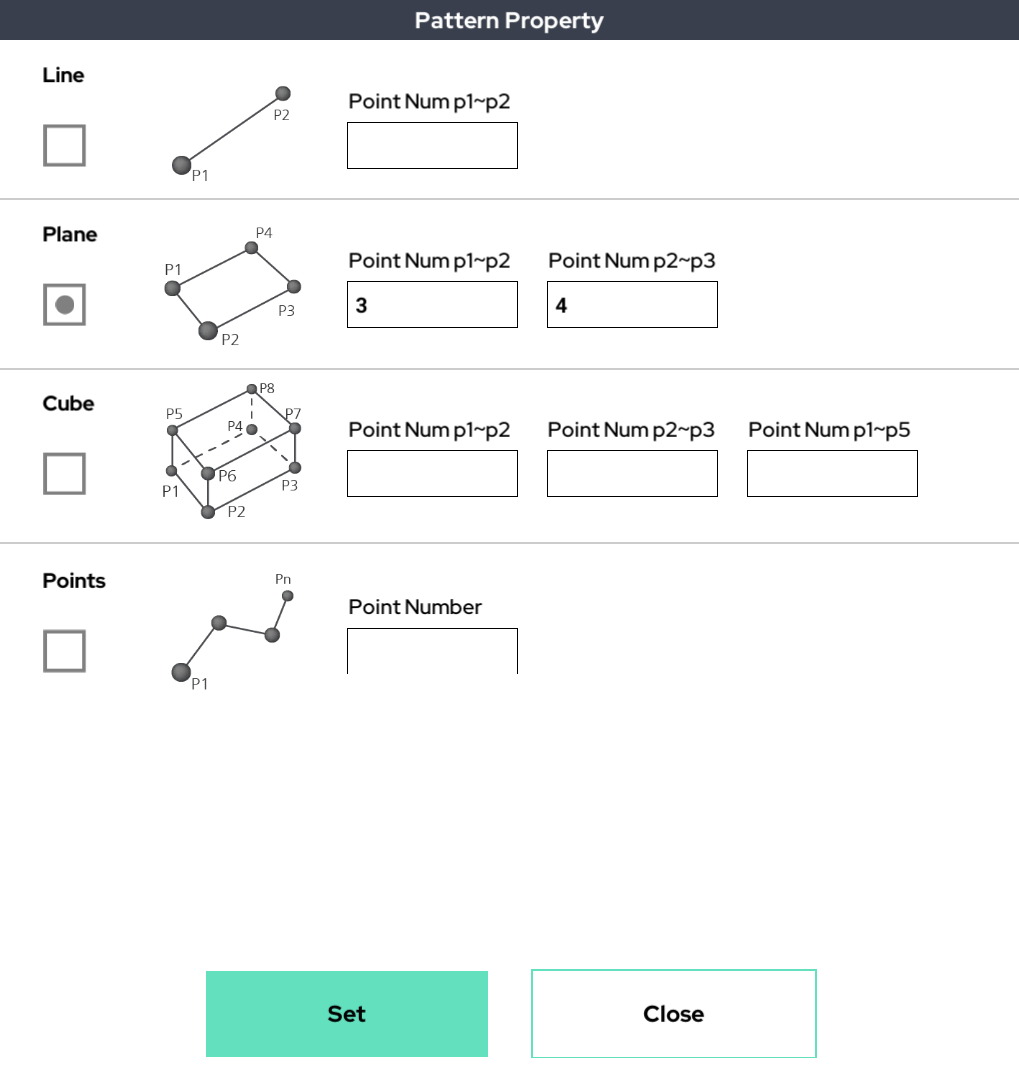 Pattern Property
Line
P2
P1
Point Num p1~p2
Plane
P4
P1
P3
P2
Point Num p1~p2
Point Num p2~p3
3
4
Cube
P8
P5
P7
P4
P6
P1
P3
P2
Point Num p1~p2
Point Num p2~p3
Point Num p1~p5
Points
Pn
P1
Point Number
Set
Close